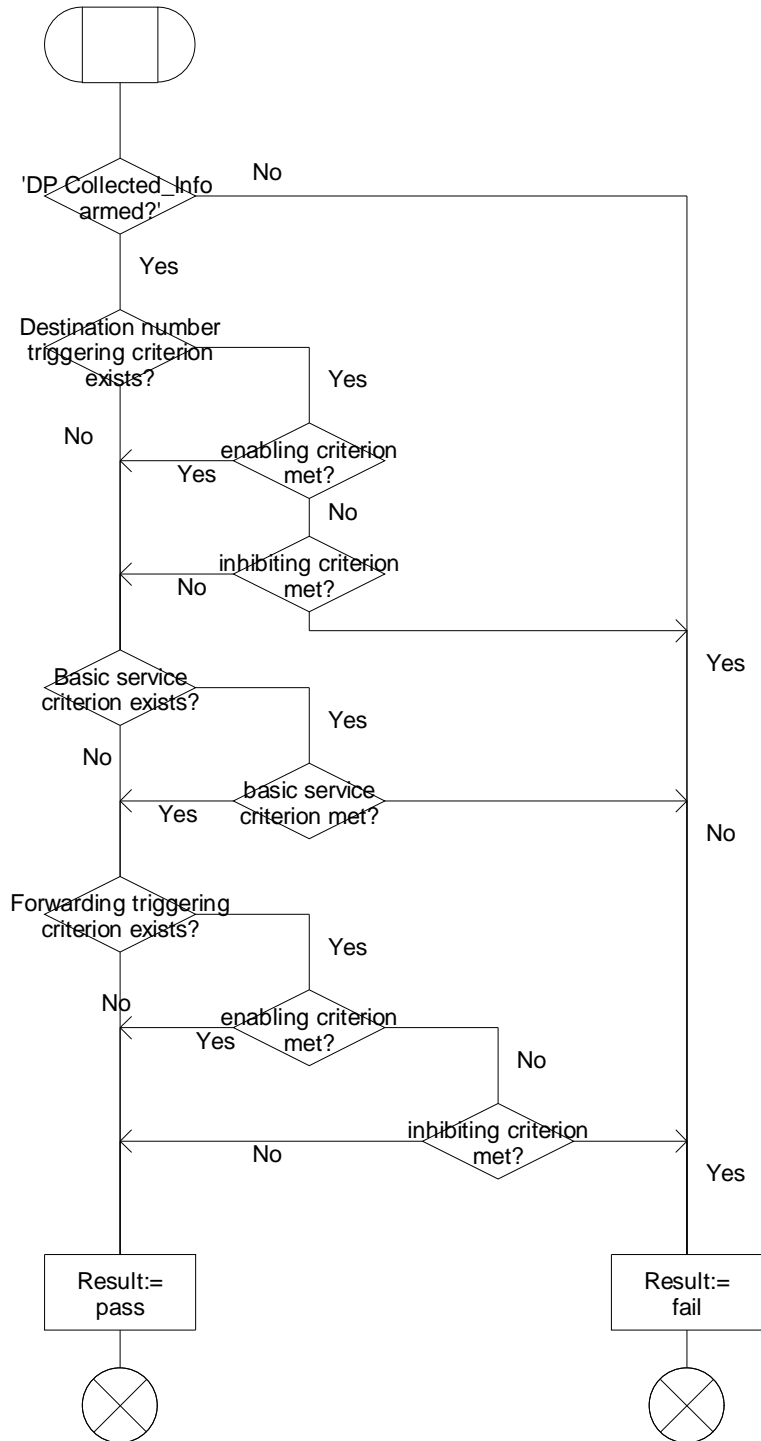 'DP Collected_Info
armed?'
No
Yes
Destination number
triggering criterion
exists?
Yes
No
enabling criterion
met?
Yes
No
inhibiting criterion
met?
No
Yes
Basic service
criterion exists?
Yes
No
basic service
criterion met?
Yes
No
Forwarding triggering
criterion exists?
Yes
No
enabling criterion
met?
Yes
No
inhibiting criterion
met?
No
Yes
Result:=
pass
Result:=
fail